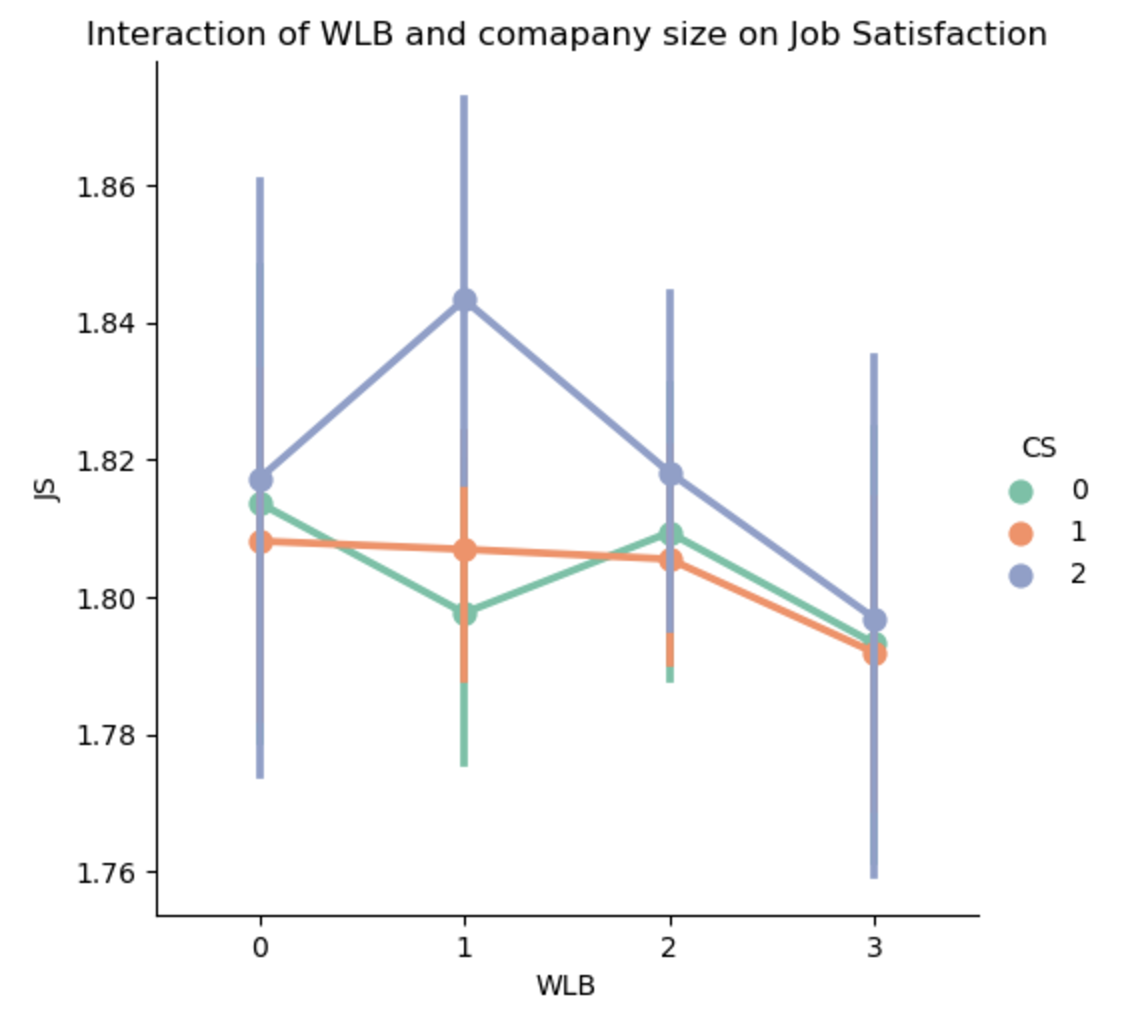 Interaction of WLB and comapany size on Job Satisfaction
1.86
1.84
1.82
1.80
1.78
1.76
JS
0 1 2 3
WLB
CS
0
1
2